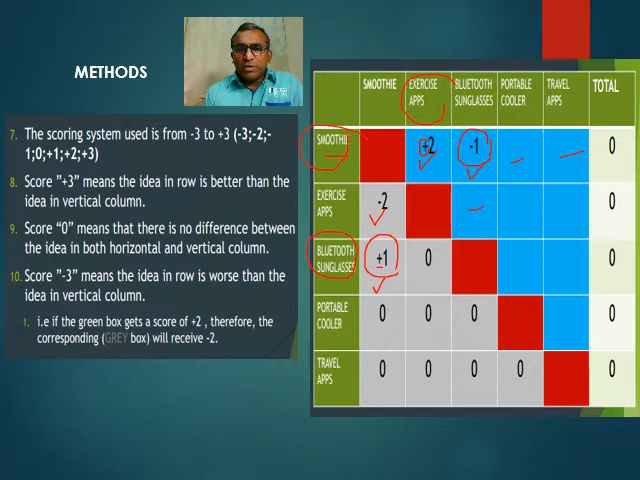 METHODS
7. The scoring system used is from -3 to +3 (-3;-2;-
1;0;+1;+2;+3)
8. Score "+3" means the idea in row is better than the
idea in vertical column.
9. Score "0" means that there is no difference between
the idea in both horizontal and vertical column.
10. Score "-3" means the idea in row is worse than the
idea in vertical column.
1. i.e if the green box gets a score of +2 , therefore, the
corresponding (GREY box) will receive -2.
SMOOTHIE EXERCISE APPS BLUETOOTH SUNGLASSES PORTABLE COOLER TRAVEL APPS TOTAL
SMOOTHIE +2 -1 0
EXERCISE APPS -2 0
BLUETOOTH SUNGLASSES +1 0 0
PORTABLE COOLER 0 0 0 0
TRAVEL APPS 0 0 0 0 0